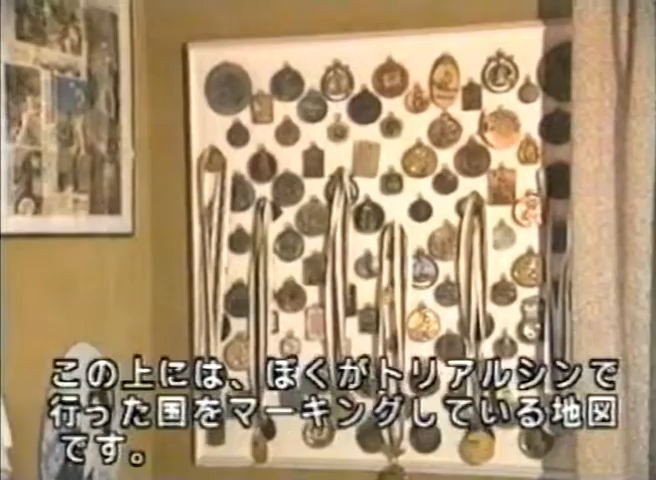 この上には、ぼくがトリアルシンで
行った国をマーキングしている地図
です。